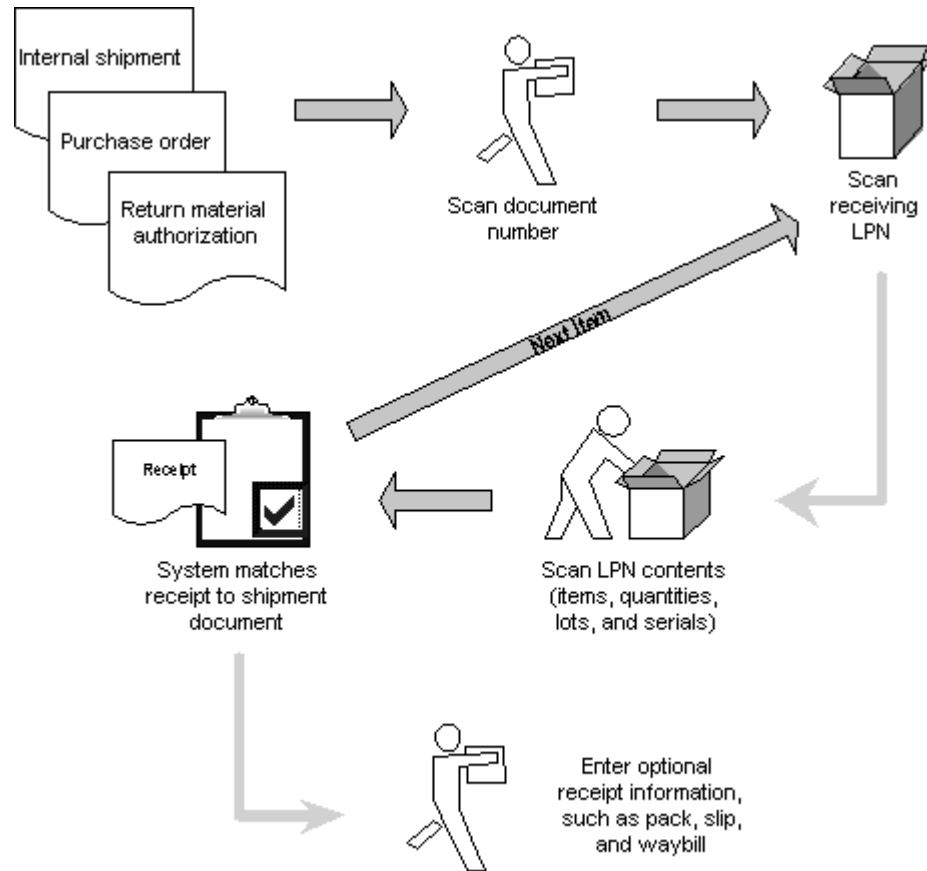 Internal shipment
Purchase order
Return material
authorization
Scan document
number
Scan
receiving
LPN
Next Item
Receipt
System matches
receipt to shipment
document
Scan LPN contents
(items, quantities,
lots, and serials)
Enter optional
receipt information,
such as pack, slip,
and waybill